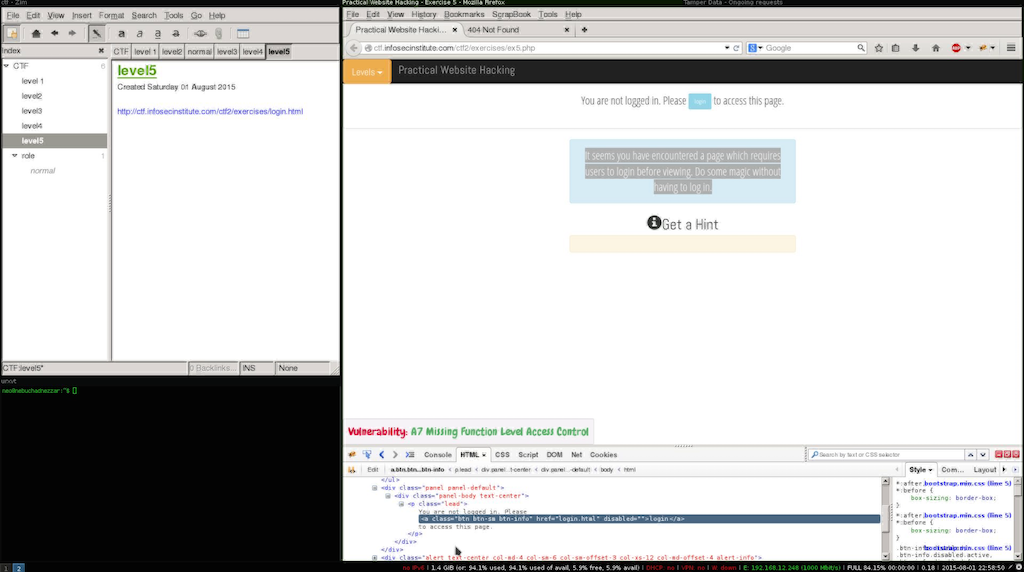 ctf - Zim
File Edit View Insert Format Search Tools Go Help
Index
CTF 6
level 1
level2
level3
level4
level5
role 1
normal
CTF level 1 level2 normal level3 level4 level5
level5
Created Saturday 01 August 2015
http://ctf.infosecinstitute.com/ctf2/exercises/login.html
CTF:level5*
0 Backlinks...
INS
None
urxvt
neo@nebuchadnezzar:~$
Practical Website Hacking - Exercise 5 - Mozilla Firefox
Tamper Data - Ongoing requests
File Edit View History Bookmarks ScrapBook Tools Help
Practical Website Hacki...
404 Not Found
ctf.infosecinstitute.com/ctf2/exercises/ex5.php
Google
ABP
Levels
Practical Website Hacking
You are not logged in. Please login to access this page.
It seems you have encountered a page which requires
users to login before viewing. Do some magic without
having to log in.
Get a Hint
Vulnerability: A7 Missing Function Level Access Control
Console HTML CSS Script DOM Net Cookies
Search by text or CSS selector
Edit a.btn.btn...btn-info < p.lead < div.panel...t-center < div.panel...-default < body < html
Style Com... Layout
</ul>
<div class="panel panel-default">
<div class="panel-body text-center">
<p class="lead">
You are not logged in. Please
<a class="btn btn-sm btn-info" href="login.html" disabled="">login</a>
to access this page.
</p>
</div>
</div>
<div class="alert text-center col-md-4 col-sm-6 col-sm-offset-3 col-xs-12 col-md-offset-4 alert-info">
*:after, bootstrap.min.css (line 5)
*:before {
box-sizing: border-box;
}
*:after, bootstrap.min.css (line 5)
*:before {
box-sizing: border-box;
}
.btn-info.disabled.active,
1 2
no IPv6 | 1.4 GiB (or: 94.1% used, 94.1% used of avail, 5.9% free, 5.9% avail) | DHCP: no | VPN: no | W: down | E: 192.168.12.248 (1000 Mbit/s) | FULL 84.15% 00:00:00 | 0.18 | 2015-08-01 22:58:50